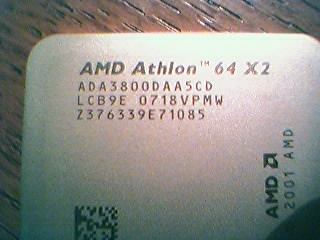 AMD Athlon™ 64 X2
ADA3800DAA5CD
LCB9E 0718VPMW
Z376339E71085
AMD
2001 AMD